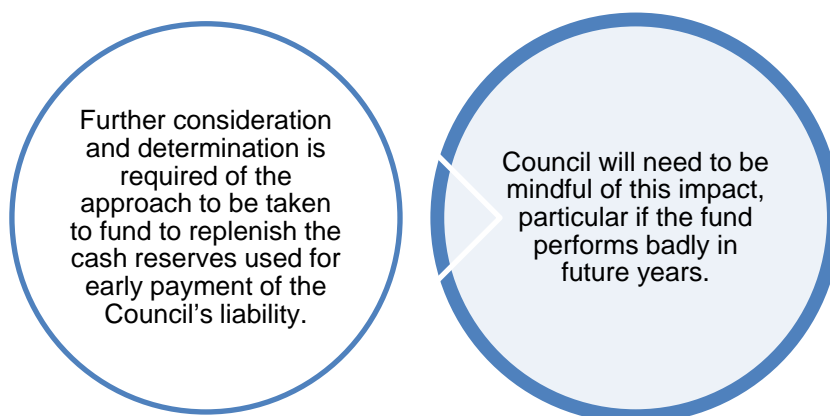 Further consideration
and determination is
required of the
approach to be taken
to fund to replenish the
cash reserves used for
early payment of the
Council’s liability.
Council will need to be
mindful of this impact,
particular if the fund
performs badly in
future years.